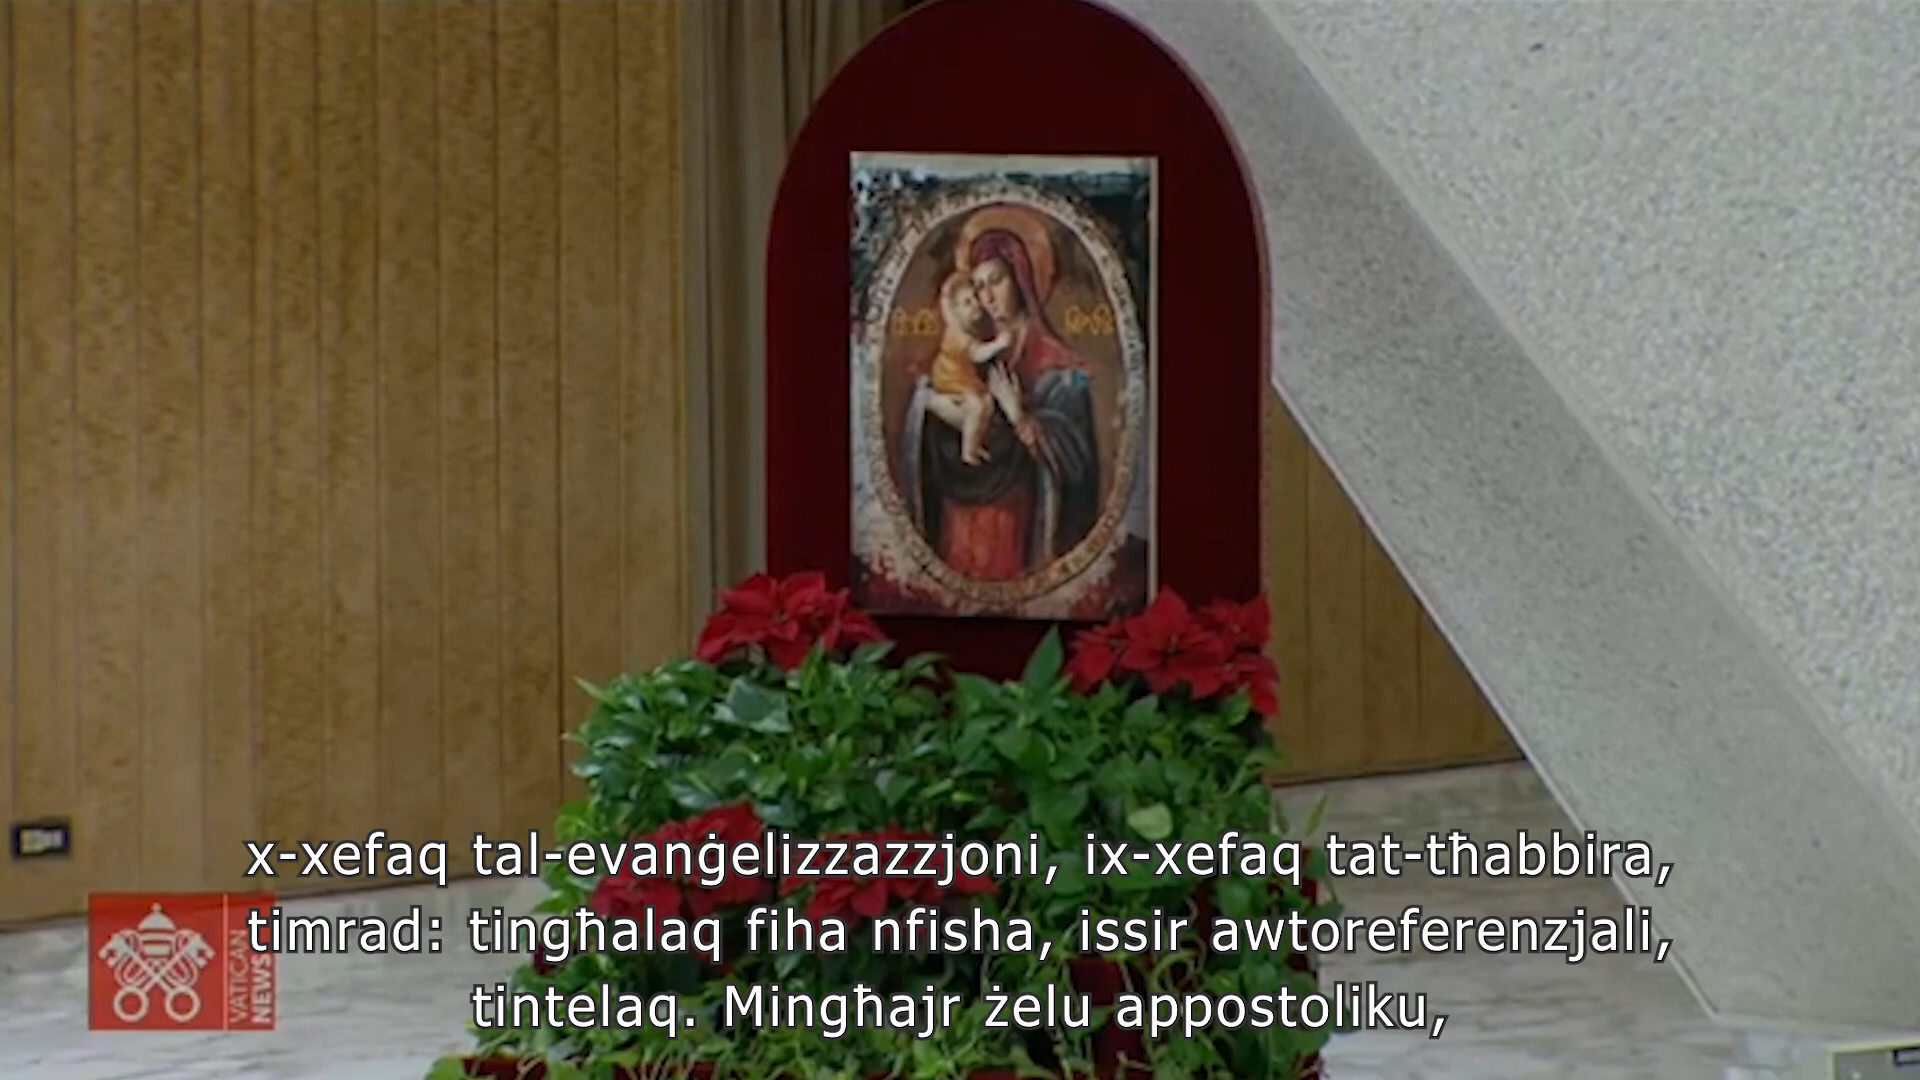 x-xefaq tal-evanġelizzazzjoni, ix-xefaq tat-tħabbira,
timrad: tingħalaq fiha nfisha, issir awtoreferenzjali,
tintelaq. Mingħajr żelu appostoliku,
VATICAN
NEWS